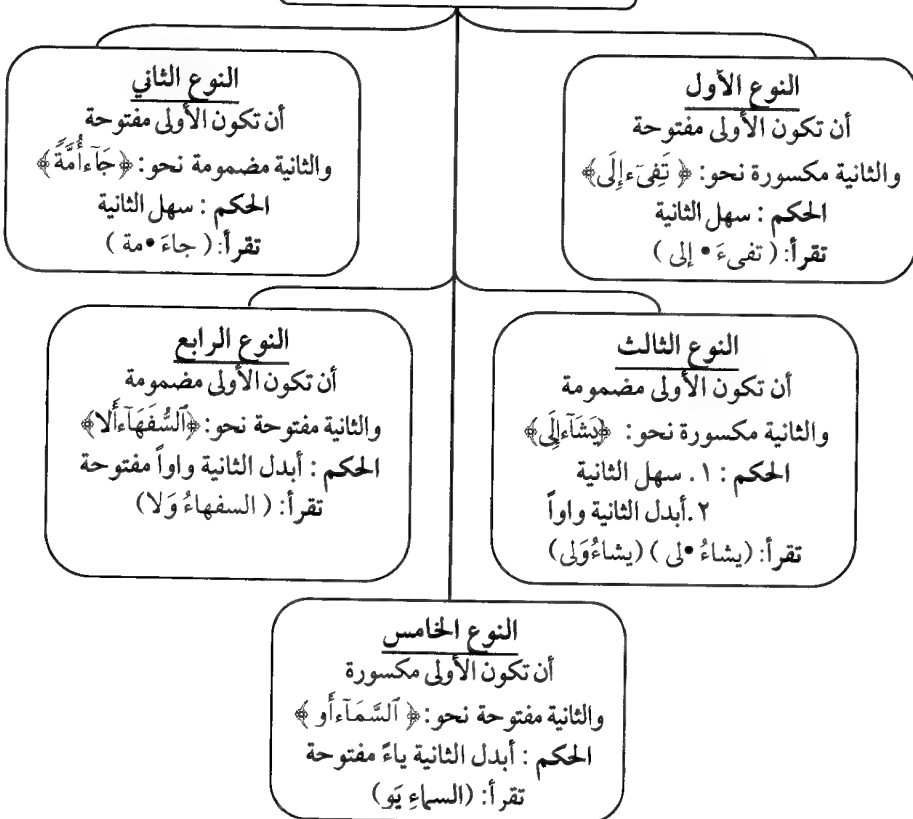 النوع الأول
أن تكون الأولى مفتوحة
والثانية مكسورة نحو: ﴿ تَفِىٓءَ إِلَى﴾
الحكم : سهل الثانية
تقرأ: ( تفىءَ • إلى )
النوع الثاني
أن تكون الأولى مفتوحة
والثانية مضمومة نحو: ﴿جَآءَ أُمَّةً﴾
الحكم : سهل الثانية
تقرأ: ( جاءَ •مة )
النوع الثالث
أن تكون الأولى مضمومة
والثانية مكسورة نحو: ﴿يَشَآءُ إِلَى﴾
الحكم : ١. سهل الثانية
٢.أبدل الثانية واواً
تقرأ: (يشاءُ •لى ) (يشاءُوَلى)
النوع الرابع
أن تكون الأولى مضمومة
والثانية مفتوحة نحو: ﴿ٱلسُّفَهَآءُ أَلا﴾
الحكم : أبدل الثانية واواً مفتوحة
تقرأ: ( السفهاءُ وَلا)
النوع الخامس
أن تكون الأولى مكسورة
والثانية مفتوحة نحو: ﴿ ٱلسَّمَآءِ أَو ﴾
الحكم : أبدل الثانية ياءً مفتوحة
تقرأ: (السماءِ يَو)